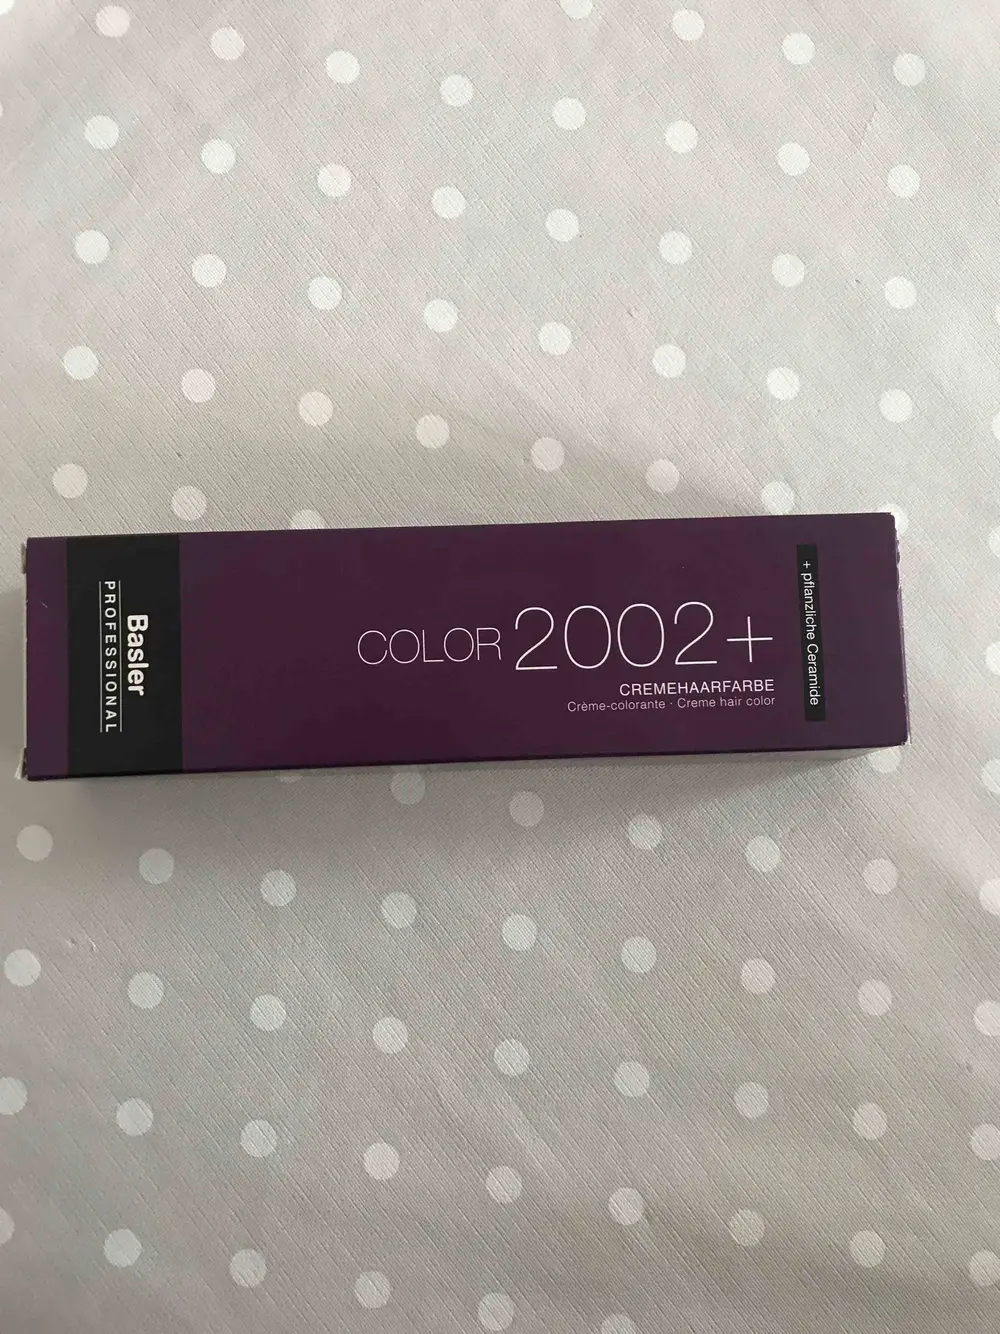 Basler
PROFESSIONAL
COLOR 2002+
CREMEHAARFARBE
Crème-colorante · Creme hair color
+ pflanzliche Ceramide